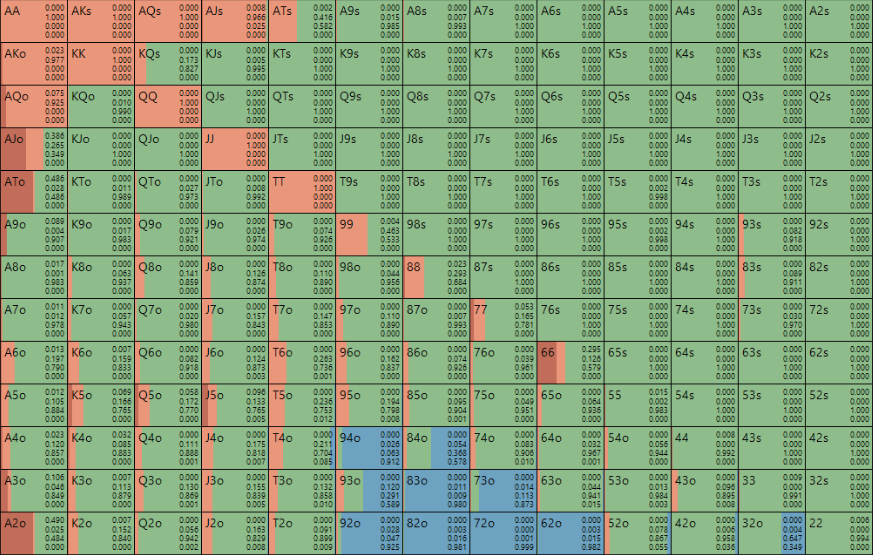 AA 0.000 1.000 0.000 0.000
AKs 0.000 1.000 0.000 0.000
AQs 0.000 1.000 0.000 0.000
AJs 0.008 0.966 0.025 0.000
ATs 0.002 0.416 0.582 0.000
A9s 0.000 0.015 0.985 0.000
A8s 0.000 0.007 0.993 0.000
A7s 0.000 0.000 1.000 0.000
A6s 0.000 0.000 1.000 0.000
A5s 0.000 0.000 1.000 0.000
A4s 0.000 0.000 1.000 0.000
A3s 0.000 0.000 1.000 0.000
A2s 0.000 0.000 1.000 0.000
AKo 0.023 0.977 0.000 0.000
KK 0.000 1.000 0.000 0.000
KQs 0.000 0.173 0.827 0.000
KJs 0.000 0.005 0.995 0.000
KTs 0.000 0.000 1.000 0.000
K9s 0.000 0.000 1.000 0.000
K8s 0.000 0.000 1.000 0.000
K7s 0.000 0.000 1.000 0.000
K6s 0.000 0.000 1.000 0.000
K5s 0.000 0.000 1.000 0.000
K4s 0.000 0.000 1.000 0.000
K3s 0.000 0.000 1.000 0.000
K2s 0.000 0.000 1.000 0.000
AQo 0.075 0.925 0.000 0.000
KQo 0.000 0.010 0.990 0.000
QQ 0.000 1.000 0.000 0.000
QJs 0.000 0.000 1.000 0.000
QTs 0.000 0.000 1.000 0.000
Q9s 0.000 0.000 1.000 0.000
Q8s 0.000 0.000 1.000 0.000
Q7s 0.000 0.000 1.000 0.000
Q6s 0.000 0.000 1.000 0.000
Q5s 0.000 0.000 1.000 0.000
Q4s 0.000 0.000 1.000 0.000
Q3s 0.000 0.000 1.000 0.000
Q2s 0.000 0.000 1.000 0.000
AJo 0.386 0.265 0.349 0.000
KJo 0.000 0.000 1.000 0.000
QJo 0.000 0.000 1.000 0.000
JJ 0.000 1.000 0.000 0.000
JTs 0.000 0.000 1.000 0.000
J9s 0.000 0.000 1.000 0.000
J8s 0.000 0.000 1.000 0.000
J7s 0.000 0.000 1.000 0.000
J6s 0.000 0.000 1.000 0.000
J5s 0.000 0.000 1.000 0.000
J4s 0.000 0.000 1.000 0.000
J3s 0.000 0.000 1.000 0.000
J2s 0.000 0.000 1.000 0.000
ATo 0.486 0.028 0.486 0.000
KTo 0.000 0.011 0.989 0.000
QTo 0.000 0.027 0.973 0.000
JTo 0.000 0.008 0.992 0.000
TT 0.000 1.000 0.000 0.000
T9s 0.000 0.000 1.000 0.000
T8s 0.000 0.000 1.000 0.000
T7s 0.000 0.000 1.000 0.000
T6s 0.000 0.000 1.000 0.000
T5s 0.000 0.002 0.998 0.000
T4s 0.000 0.000 1.000 0.000
T3s 0.000 0.000 1.000 0.000
T2s 0.000 0.000 1.000 0.000
A9o 0.089 0.004 0.907 0.000
K9o 0.000 0.017 0.983 0.000
Q9o 0.000 0.079 0.921 0.000
J9o 0.000 0.026 0.974 0.000
T9o 0.000 0.074 0.926 0.000
99 0.004 0.463 0.533 0.000
98s 0.000 0.000 1.000 0.000
97s 0.000 0.000 1.000 0.000
96s 0.000 0.000 1.000 0.000
95s 0.000 0.002 0.998 0.000
94s 0.000 0.000 1.000 0.000
93s 0.000 0.082 0.918 0.000
92s 0.000 0.000 1.000 0.000
A8o 0.017 0.001 0.983 0.000
K8o 0.000 0.063 0.937 0.000
Q8o 0.000 0.141 0.859 0.000
J8o 0.000 0.126 0.874 0.000
T8o 0.000 0.110 0.890 0.000
98o 0.000 0.044 0.956 0.000
88 0.023 0.293 0.684 0.000
87s 0.000 0.000 1.000 0.000
86s 0.000 0.000 1.000 0.000
85s 0.000 0.000 1.000 0.000
84s 0.000 0.000 1.000 0.000
83s 0.000 0.089 0.911 0.000
82s 0.000 0.000 1.000 0.000
A7o 0.011 0.012 0.978 0.000
K7o 0.000 0.057 0.943 0.000
Q7o 0.000 0.020 0.980 0.000
J7o 0.000 0.157 0.843 0.000
T7o 0.000 0.147 0.853 0.000
97o 0.000 0.110 0.890 0.000
87o 0.000 0.007 0.993 0.000
77 0.053 0.165 0.781 0.000
76s 0.000 0.000 1.000 0.000
75s 0.000 0.000 1.000 0.000
74s 0.000 0.000 1.000 0.000
73s 0.000 0.030 0.970 0.000
72s 0.000 0.000 1.000 0.000
A6o 0.013 0.197 0.790 0.000
K6o 0.007 0.159 0.833 0.000
Q6o 0.000 0.082 0.918 0.000
J6o 0.000 0.124 0.873 0.003
T6o 0.000 0.263 0.736 0.001
96o 0.000 0.162 0.837 0.000
86o 0.000 0.074 0.926 0.000
76o 0.000 0.039 0.961 0.000
66 0.295 0.126 0.579 0.000
65s 0.000 0.000 1.000 0.000
64s 0.000 0.000 1.000 0.000
63s 0.000 0.000 1.000 0.000
62s 0.000 0.000 1.000 0.000
A5o 0.012 0.105 0.884 0.000
K5o 0.069 0.166 0.765 0.000
Q5o 0.058 0.172 0.770 0.000
J5o 0.096 0.133 0.765 0.005
T5o 0.000 0.236 0.753 0.012
95o 0.000 0.194 0.798 0.008
85o 0.000 0.095 0.904 0.001
75o 0.000 0.049 0.951 0.000
65o 0.000 0.064 0.936 0.000
55 0.015 0.002 0.983 0.000
54s 0.000 0.000 1.000 0.000
53s 0.000 0.000 1.000 0.000
52s 0.000 0.000 1.000 0.000
A4o 0.023 0.120 0.857 0.000
K4o 0.032 0.085 0.883 0.000
Q4o 0.000 0.111 0.888 0.001
J4o 0.000 0.175 0.818 0.007
T4o 0.000 0.211 0.704 0.085
94o 0.000 0.026 0.063 0.912
84o 0.000 0.054 0.368 0.578
74o 0.000 0.083 0.906 0.010
64o 0.000 0.032 0.967 0.001
54o 0.000 0.056 0.944 0.000
44 0.000 0.008 0.992 0.000
43s 0.000 0.000 1.000 0.000
42s 0.000 0.000 1.000 0.000
A3o 0.106 0.046 0.849 0.000
K3o 0.007 0.113 0.879 0.000
Q3o 0.000 0.130 0.869 0.001
J3o 0.000 0.155 0.839 0.005
T3o 0.000 0.132 0.858 0.010
93o 0.000 0.120 0.291 0.589
83o 0.000 0.011 0.009 0.980
73o 0.000 0.014 0.113 0.873
63o 0.000 0.044 0.941 0.015
53o 0.000 0.013 0.984 0.003
43o 0.000 0.096 0.895 0.009
33 0.000 0.009 0.991 0.000
32s 0.000 0.000 1.000 0.000
A2o 0.490 0.025 0.484 0.000
K2o 0.007 0.152 0.840 0.000
Q2o 0.000 0.056 0.942 0.002
J2o 0.000 0.163 0.829 0.008
T2o 0.000 0.091 0.899 0.009
92o 0.000 0.028 0.047 0.925
82o 0.000 0.003 0.016 0.981
72o 0.000 0.000 0.001 0.999
62o 0.000 0.003 0.015 0.982
52o 0.000 0.078 0.867 0.055
42o 0.000 0.006 0.958 0.036
32o 0.000 0.004 0.647 0.349
22 0.000 0.006 0.994 0.000